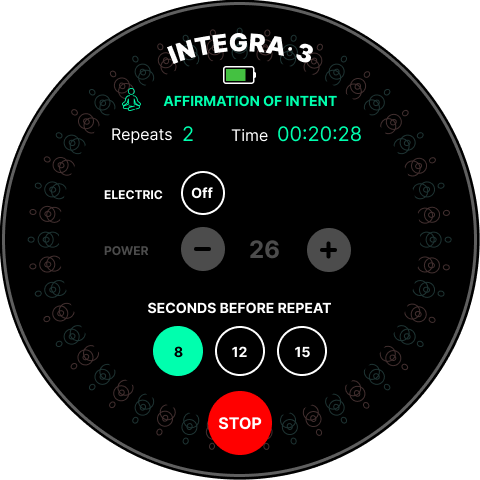 INTEGRA·3
AFFIRMATION OF INTENT
Repeats 2 Time 00:20:28
ELECTRIC Off
POWER − 26 +
SECONDS BEFORE REPEAT
8 12 15
STOP